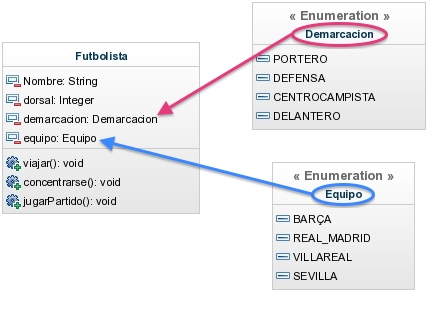 Futbolista
Nombre: String
dorsal: Integer
demarcacion: Demarcacion
equipo: Equipo
viajar(): void
concentrarse(): void
jugarPartido(): void
« Enumeration »
Demarcacion
PORTERO
DEFENSA
CENTROCAMPISTA
DELANTERO
« Enumeration »
Equipo
BARÇA
REAL_MADRID
VILLAREAL
SEVILLA